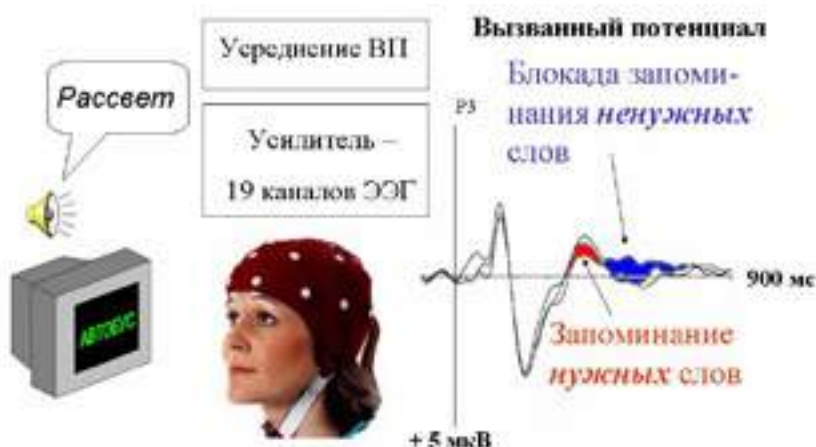 Рассвет
АВТОБУС
Усреднение ВП
Усилитель –
19 каналов ЭЭГ
Вызванный потенциал
P3
Блокада запоми-
нания ненужных
слов
900 мс
Запоминание
нужных слов
+ 5 мкВ